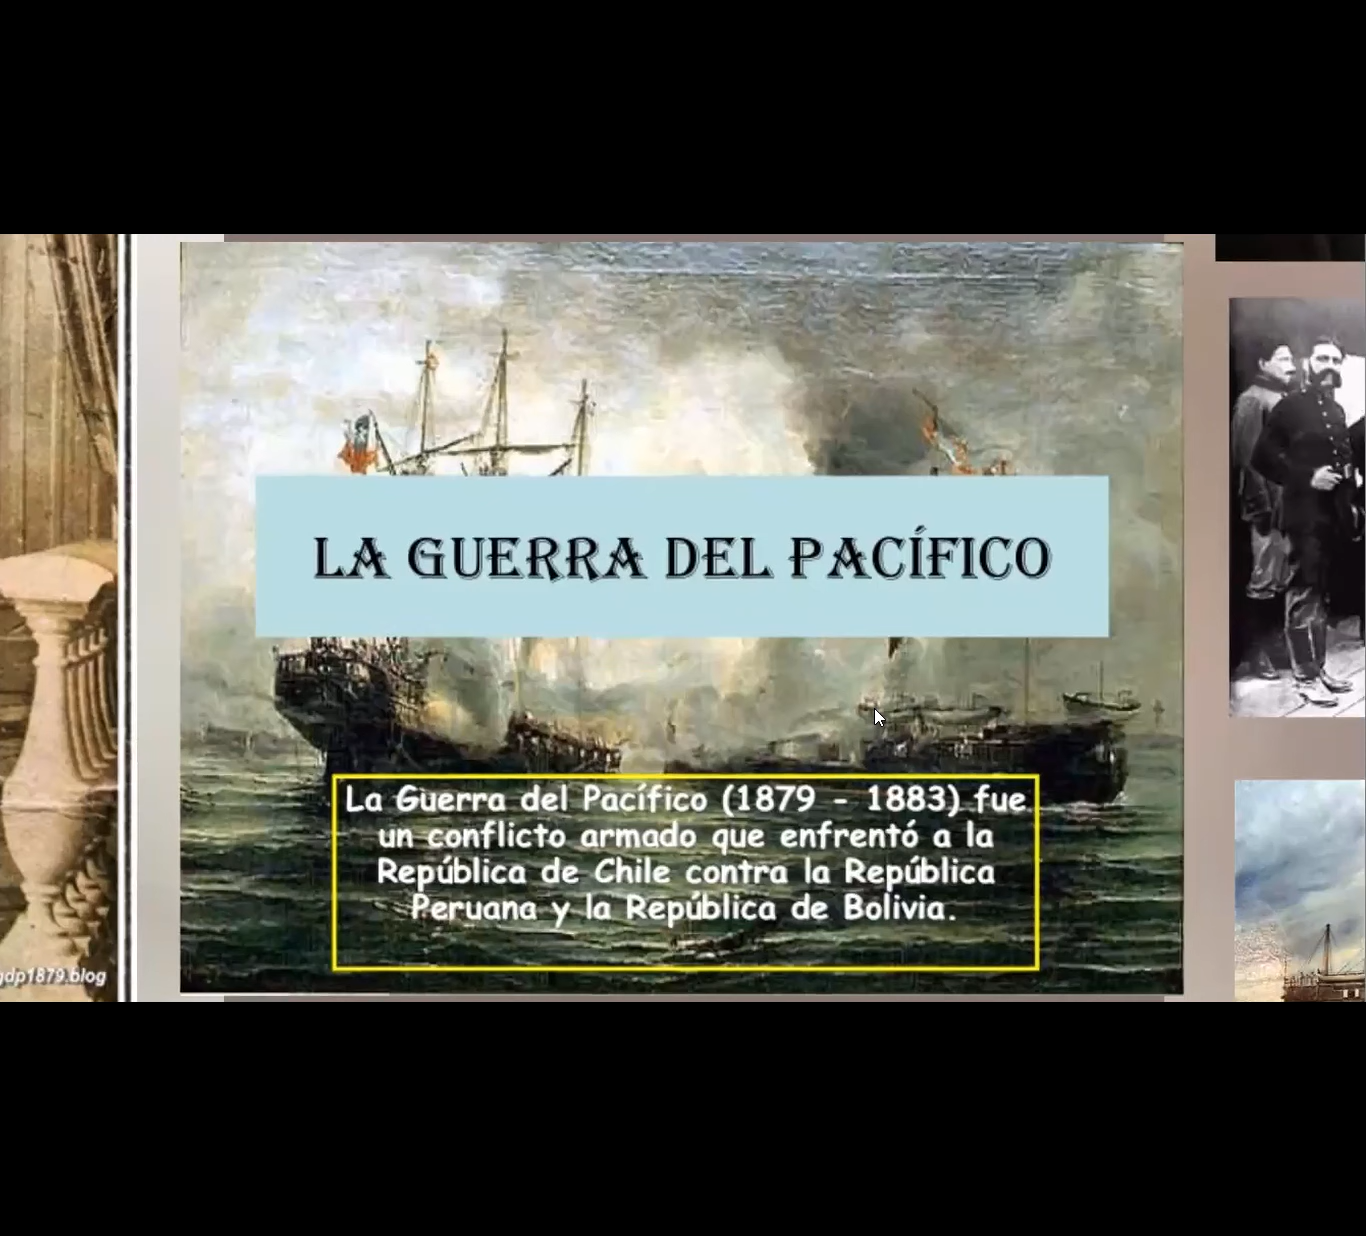 LA GUERRA DEL PACÍFICO
La Guerra del Pacífico (1879 - 1883) fue
un conflicto armado que enfrentó a la
República de Chile contra la República
Peruana y la República de Bolivia.
gdp1879.blog